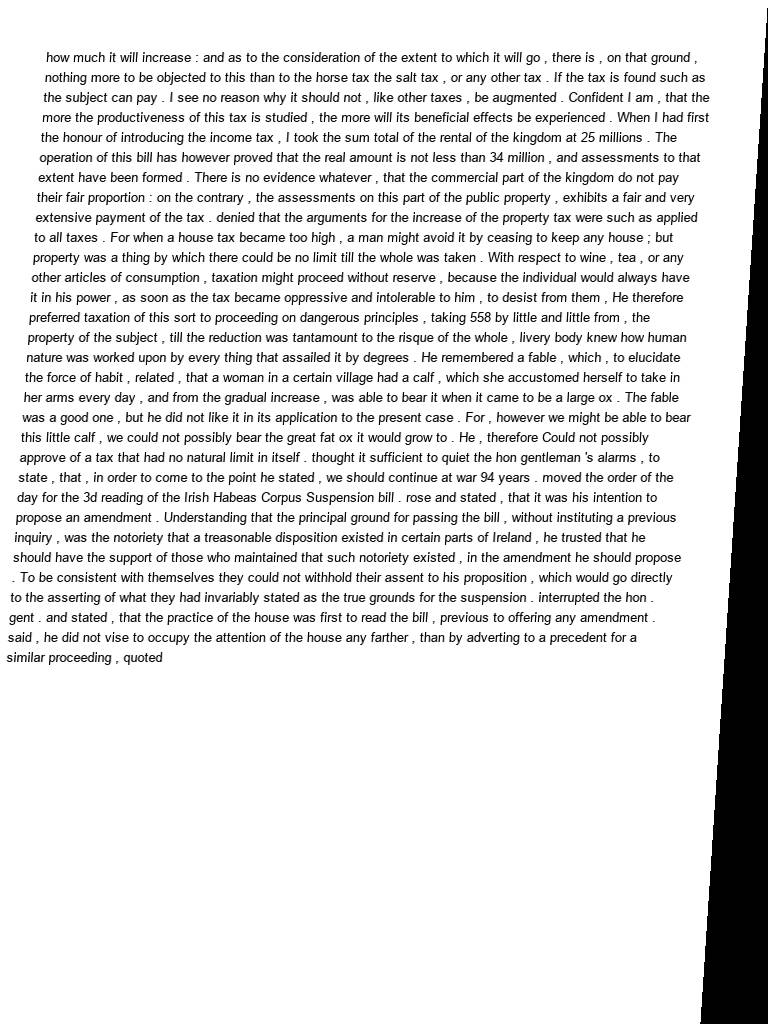 how much it will increase : and as to the consideration of the extent to which it will go , there is , on that ground ,
nothing more to be objected to this than to the horse tax the salt tax , or any other tax . If the tax is found such as
the subject can pay . I see no reason why it should not , like other taxes , be augmented . Confident I am , that the
more the productiveness of this tax is studied , the more will its beneficial effects be experienced . When I had first
the honour of introducing the income tax , I took the sum total of the rental of the kingdom at 25 millions . The
operation of this bill has however proved that the real amount is not less than 34 million , and assessments to that
extent have been formed . There is no evidence whatever , that the commercial part of the kingdom do not pay
their fair proportion : on the contrary , the assessments on this part of the public property , exhibits a fair and very
extensive payment of the tax . denied that the arguments for the increase of the property tax were such as applied
to all taxes . For when a house tax became too high , a man might avoid it by ceasing to keep any house ; but
property was a thing by which there could be no limit till the whole was taken . With respect to wine , tea , or any
other articles of consumption , taxation might proceed without reserve , because the individual would always have
it in his power , as soon as the tax became oppressive and intolerable to him , to desist from them , He therefore
preferred taxation of this sort to proceeding on dangerous principles , taking 558 by little and little from , the
property of the subject , till the reduction was tantamount to the risque of the whole , livery body knew how human
nature was worked upon by every thing that assailed it by degrees . He remembered a fable , which , to elucidate
the force of habit , related , that a woman in a certain village had a calf , which she accustomed herself to take in
her arms every day , and from the gradual increase , was able to bear it when it came to be a large ox . The fable
was a good one , but he did not like it in its application to the present case . For , however we might be able to bear
this little calf , we could not possibly bear the great fat ox it would grow to . He , therefore Could not possibly
approve of a tax that had no natural limit in itself . thought it sufficient to quiet the hon gentleman 's alarms , to
state , that , in order to come to the point he stated , we should continue at war 94 years . moved the order of the
day for the 3d reading of the Irish Habeas Corpus Suspension bill . rose and stated , that it was his intention to
propose an amendment . Understanding that the principal ground for passing the bill , without instituting a previous
inquiry , was the notoriety that a treasonable disposition existed in certain parts of Ireland , he trusted that he
should have the support of those who maintained that such notoriety existed , in the amendment he should propose
. To be consistent with themselves they could not withhold their assent to his proposition , which would go directly
to the asserting of what they had invariably stated as the true grounds for the suspension . interrupted the hon .
gent . and stated , that the practice of the house was first to read the bill , previous to offering any amendment .
said , he did not vise to occupy the attention of the house any farther , than by adverting to a precedent for a
similar proceeding , quoted